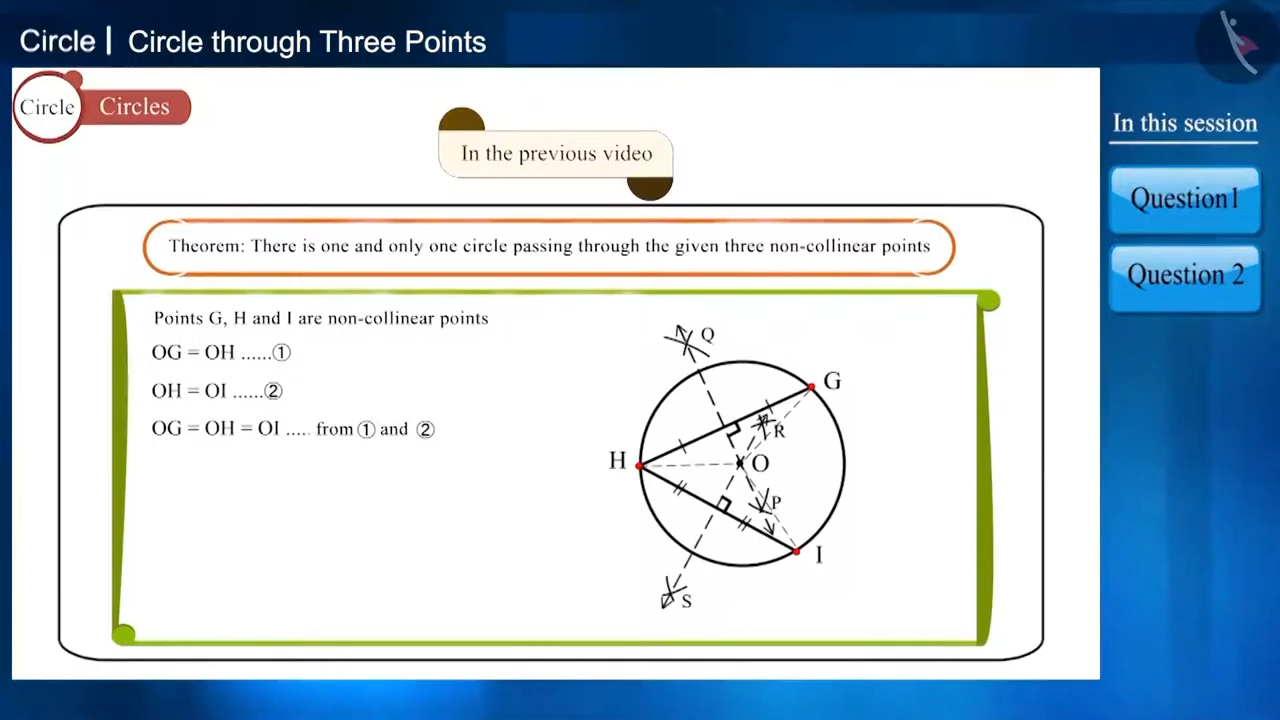 Circle | Circle through Three Points
Circle Circles
In the previous video
In this session
Question1
Question 2
Theorem: There is one and only one circle passing through the given three non-collinear points
Points G, H and I are non-collinear points
OG = OH ......①
OH = OI ......②
OG = OH = OI ..... from ① and ②
Q
G
R
H
O
P
I
S